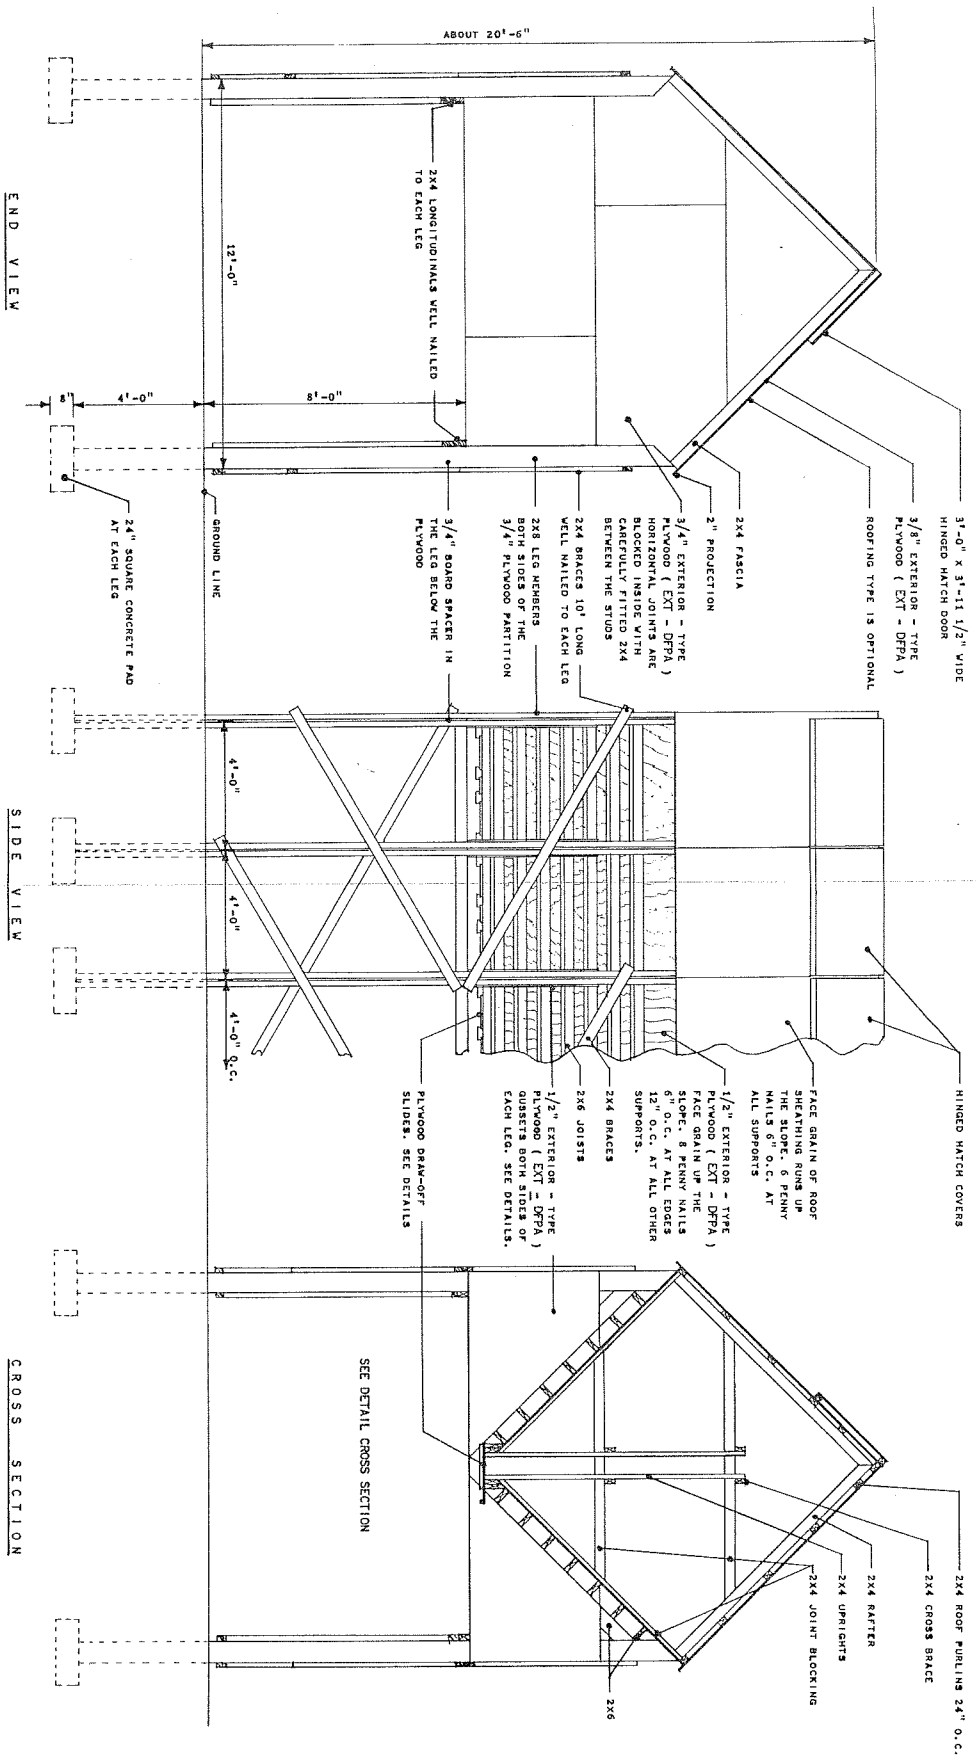 ABOUT 20'-6"
12'-0"
8'-0"
4'-0"
8"
2X4 LONGITUDINALS WELL NAILED
TO EACH LEG
END VIEW
3'-0" X 3'-11 1/2" WIDE
HINGED HATCH DOOR
3/8" EXTERIOR - TYPE
PLYWOOD ( EXT - DFPA )
ROOFING TYPE IS OPTIONAL
2X4 FASCIA
2" PROJECTION
3/4" EXTERIOR - TYPE
PLYWOOD ( EXT - DFPA )
HORIZONTAL JOINTS ARE
BLOCKED INSIDE WITH
CAREFULLY FITTED 2X4
BETWEEN THE STUDS
2X4 BRACES 10' LONG
WELL NAILED TO EACH LEG
2X8 LEG MEMBERS
BOTH SIDES OF THE
3/4" PLYWOOD PARTITION
3/4" BOARD SPACER IN
THE LEG BELOW THE
PLYWOOD
GROUND LINE
24" SQUARE CONCRETE PAD
AT EACH LEG
4'-0"
4'-0"
4'-0" O.C.
SIDE VIEW
HINGED HATCH COVERS
FACE GRAIN OF ROOF
SHEATHING RUNS UP
THE SLOPE. 6 PENNY
NAILS 6" O.C. AT
ALL SUPPORTS
1/2" EXTERIOR - TYPE
PLYWOOD ( EXT - DFPA )
FACE GRAIN UP THE
SLOPE. 8 PENNY NAILS
6" O.C. AT ALL EDGES
12" O.C. AT ALL OTHER
SUPPORTS.
2X4 BRACES
2X6 JOISTS
1/2" EXTERIOR - TYPE
PLYWOOD ( EXT - DFPA )
GUSSETS BOTH SIDES OF
EACH LEG. SEE DETAILS.
PLYWOOD DRAW-OFF
SLIDES. SEE DETAILS
2X4 ROOF PURLINS 24" O.C.
2X4 CROSS BRACE
2X4 RAFTER
2X4 UPRIGHTS
2X4 JOINT BLOCKING
2X6
SEE DETAIL CROSS SECTION
CROSS SECTION